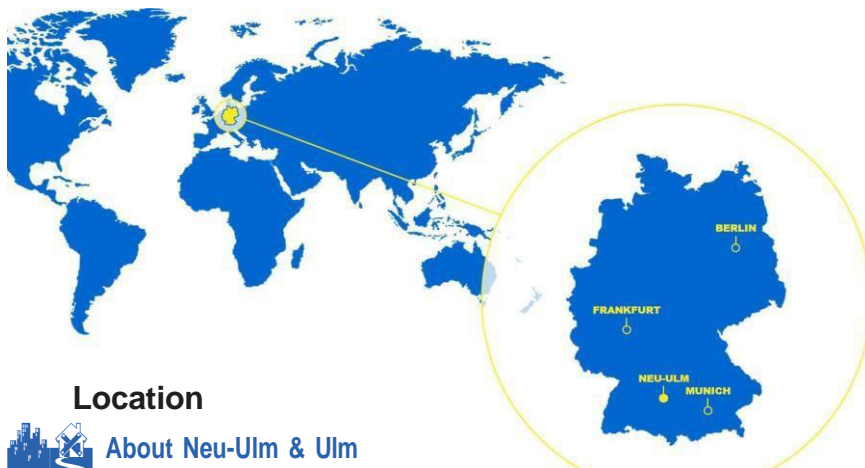 BERLIN
FRANKFURT
NEU-ULM
MUNICH
Location
About Neu-Ulm & Ulm